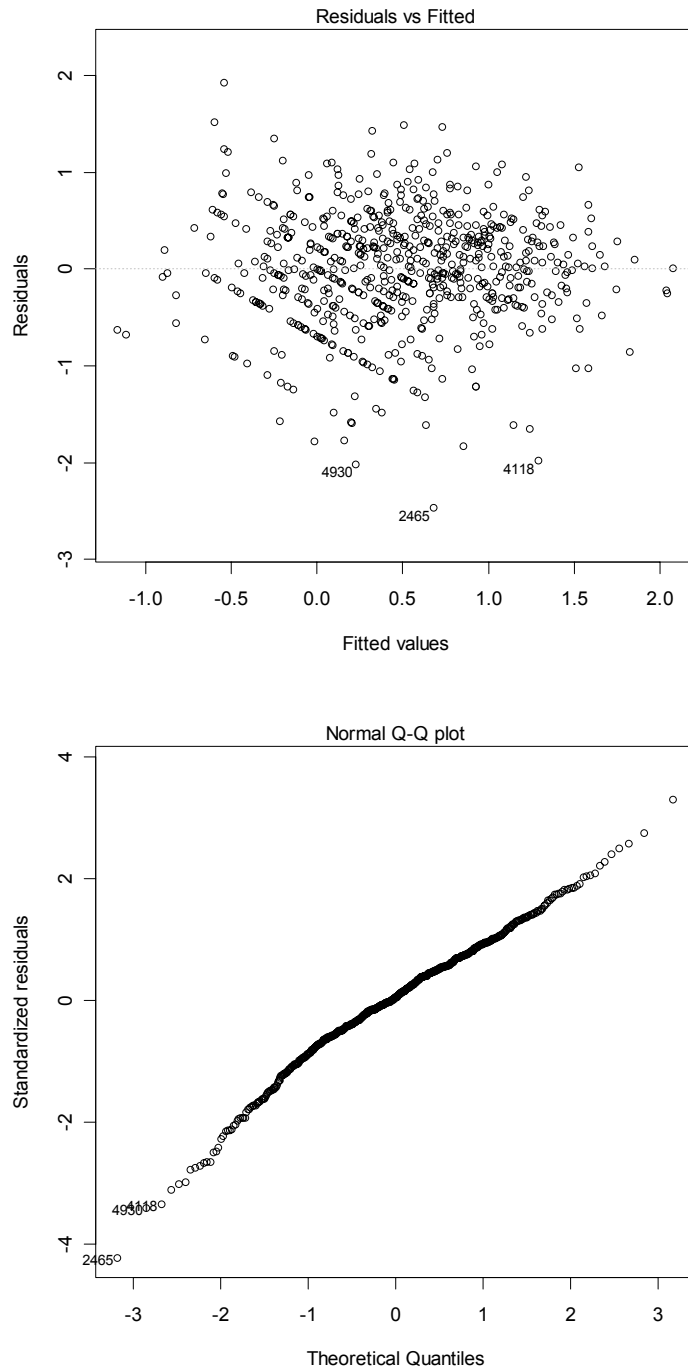 Residuals vs Fitted
2
1
0
-1
-2
-3
Residuals
4930
4118
2465
-1.0 -0.5 0.0 0.5 1.0 1.5 2.0
Fitted values
Normal Q-Q plot
4
2
0
-2
-4
Standardized residuals
4118
4930
2465
-3 -2 -1 0 1 2 3
Theoretical Quantiles